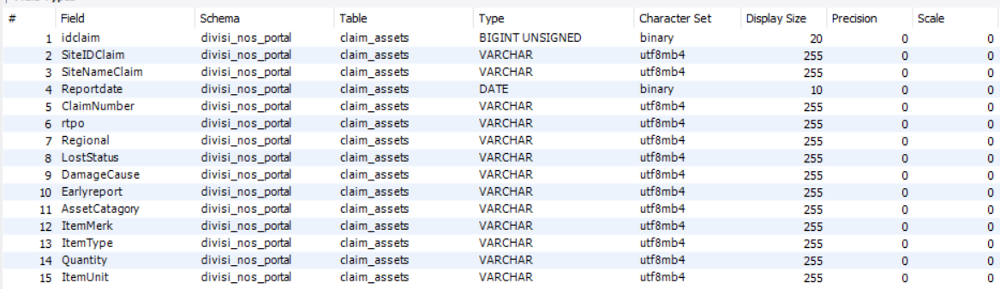 # Field Schema Table Type Character Set Display Size Precision Scale
1 idclaim divisi_nos_portal claim_assets BIGINT UNSIGNED binary 20 0 0
2 SiteIDClaim divisi_nos_portal claim_assets VARCHAR utf8mb4 255 0 0
3 SiteNameClaim divisi_nos_portal claim_assets VARCHAR utf8mb4 255 0 0
4 Reportdate divisi_nos_portal claim_assets DATE binary 10 0 0
5 ClaimNumber divisi_nos_portal claim_assets VARCHAR utf8mb4 255 0 0
6 rtpo divisi_nos_portal claim_assets VARCHAR utf8mb4 255 0 0
7 Regional divisi_nos_portal claim_assets VARCHAR utf8mb4 255 0 0
8 LostStatus divisi_nos_portal claim_assets VARCHAR utf8mb4 255 0 0
9 DamageCause divisi_nos_portal claim_assets VARCHAR utf8mb4 255 0 0
10 Earlyreport divisi_nos_portal claim_assets VARCHAR utf8mb4 255 0 0
11 AssetCatagory divisi_nos_portal claim_assets VARCHAR utf8mb4 255 0 0
12 ItemMerk divisi_nos_portal claim_assets VARCHAR utf8mb4 255 0 0
13 ItemType divisi_nos_portal claim_assets VARCHAR utf8mb4 255 0 0
14 Quantity divisi_nos_portal claim_assets VARCHAR utf8mb4 255 0 0
15 ItemUnit divisi_nos_portal claim_assets VARCHAR utf8mb4 255 0 0